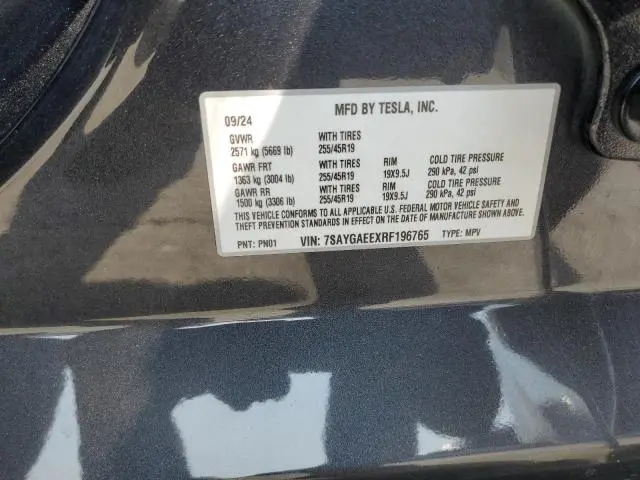 MFD BY TESLA, INC.
09/24
GVWR WITH TIRES
2571 kg (5669 lb) 255/45R19
GAWR FRT WITH TIRES RIM COLD TIRE PRESSURE
1363 kg (3004 lb) 255/45R19 19X9.5J 290 kPa, 42 psi
GAWR RR WITH TIRES RIM COLD TIRE PRESSURE
1500 kg (3306 lb) 255/45R19 19X9.5J 290 kPa, 42 psi
THIS VEHICLE CONFORMS TO ALL APPLICABLE U.S. FEDERAL MOTOR VEHICLE SAFETY AND
THEFT PREVENTION STANDARDS IN EFFECT ON THE DATE OF MANUFACTURE SHOWN ABOVE.
PNT: PN01 VIN: 7SAYGAEEXRF196765 TYPE: MPV